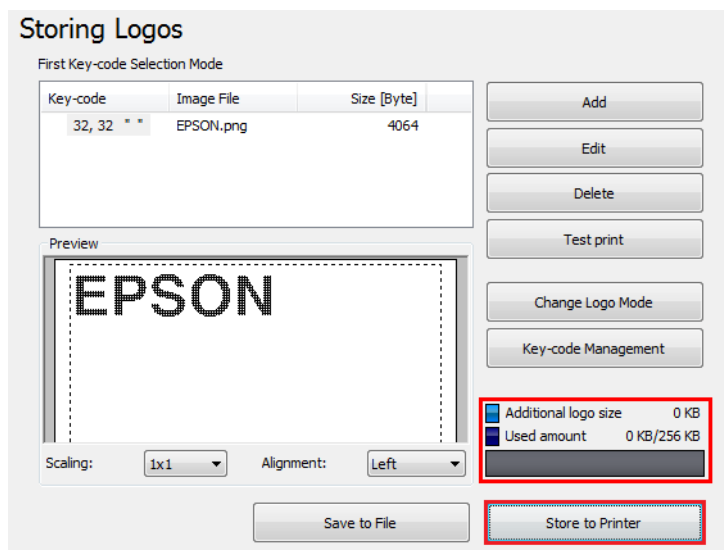 Storing Logos
First Key-code Selection Mode
Key-code Image File Size [Byte]
32, 32 " " EPSON.png 4064
Add
Edit
Delete
Test print
Preview
EPSON
Change Logo Mode
Key-code Management
Additional logo size 0 KB
Used amount 0 KB/256 KB
Scaling: 1x1 Alignment: Left
Save to File Store to Printer